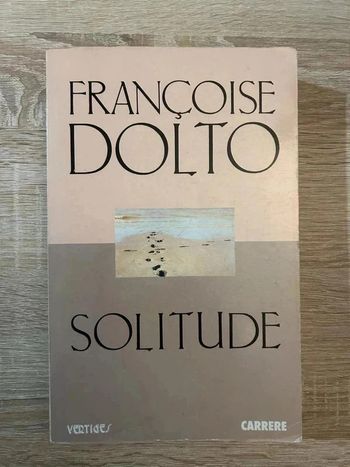 FRANÇOISE
DOLTO
SOLITUDE
VERTIGES CARRERE